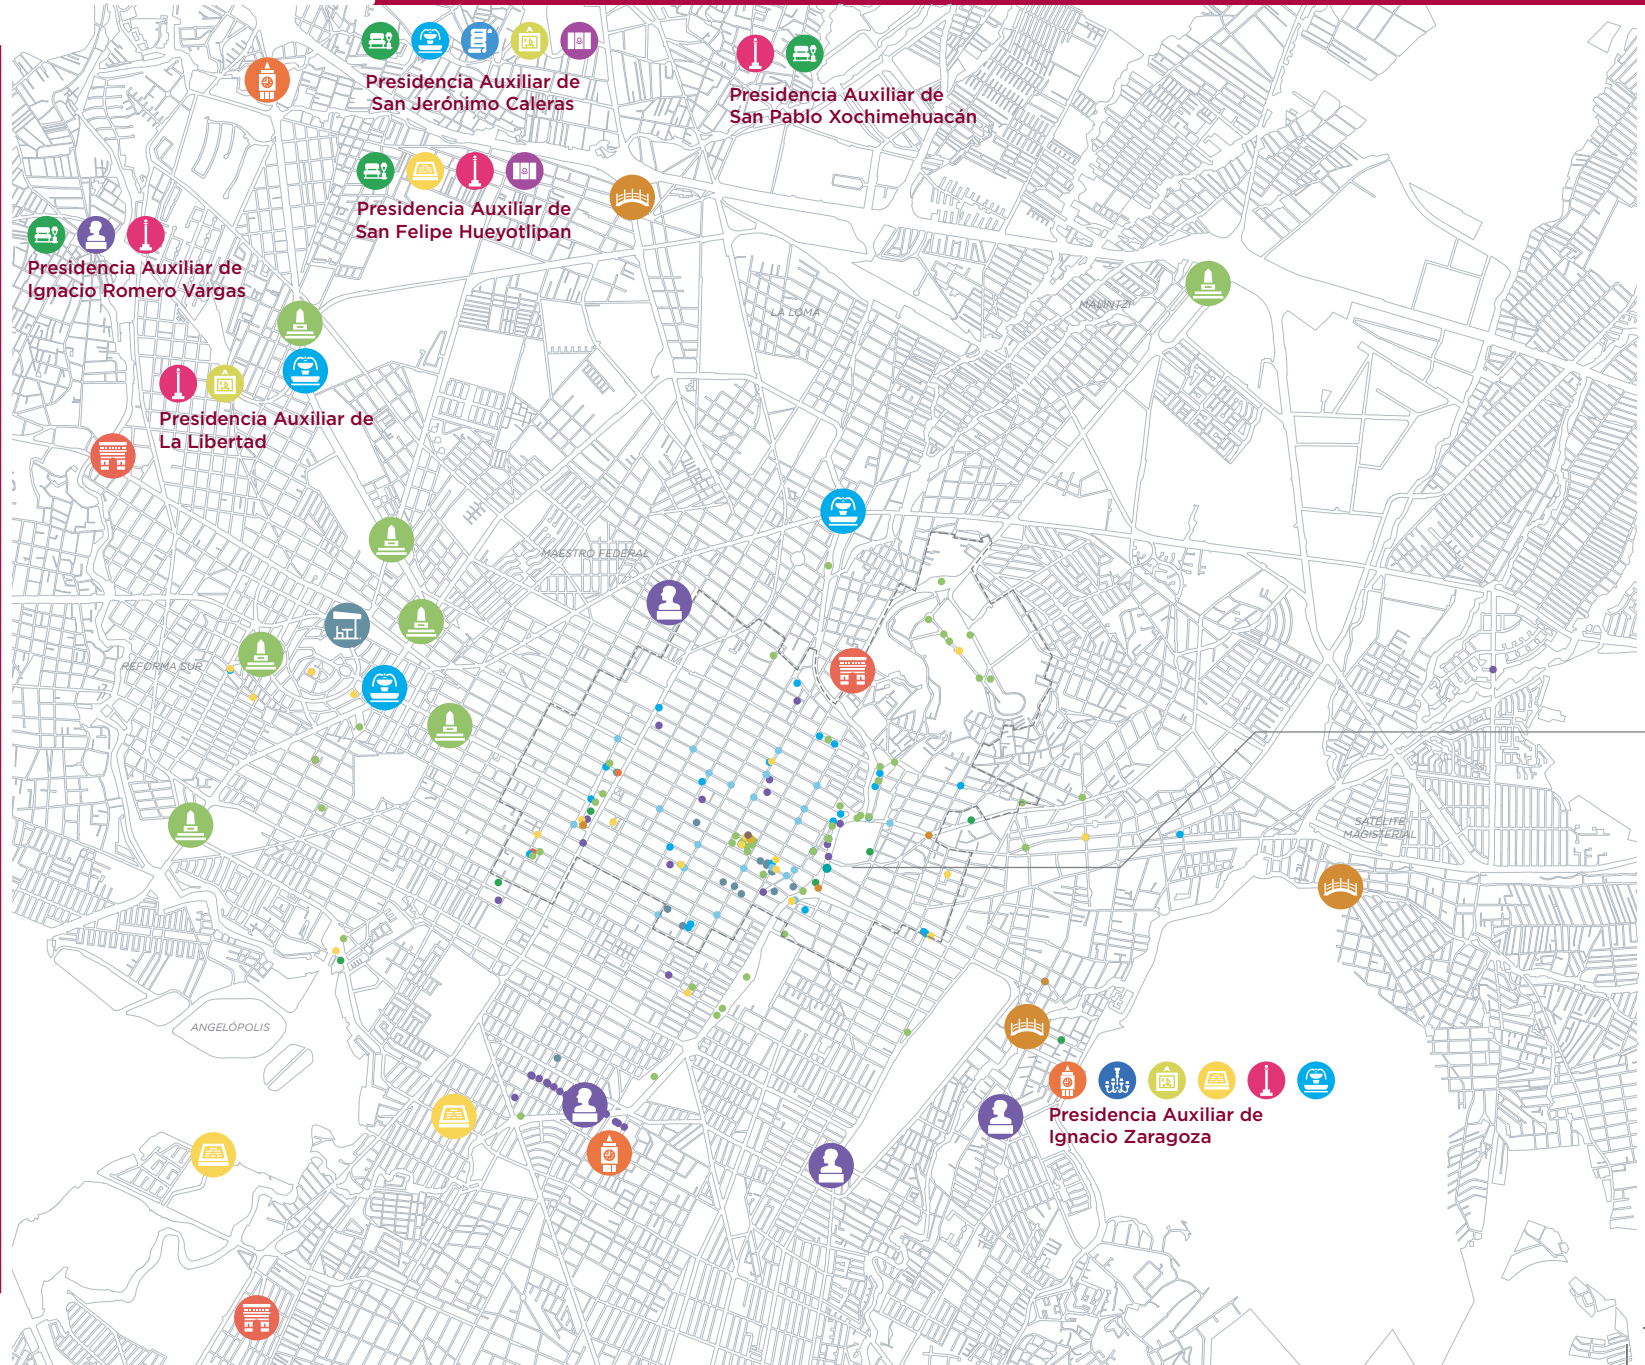 Presidencia Auxiliar de
San Jerónimo Caleras
Presidencia Auxiliar de
San Pablo Xochimehuacán
Presidencia Auxiliar de
San Felipe Hueyotlipan
Presidencia Auxiliar de
Ignacio Romero Vargas
MALINTZI
LA LOMA
Presidencia Auxiliar de
La Libertad
MAESTRO FEDERAL
REFORMA SUR
SATÉLITE
MAGISTERIAL
ANGELÓPOLIS
Presidencia Auxiliar de
Ignacio Zaragoza